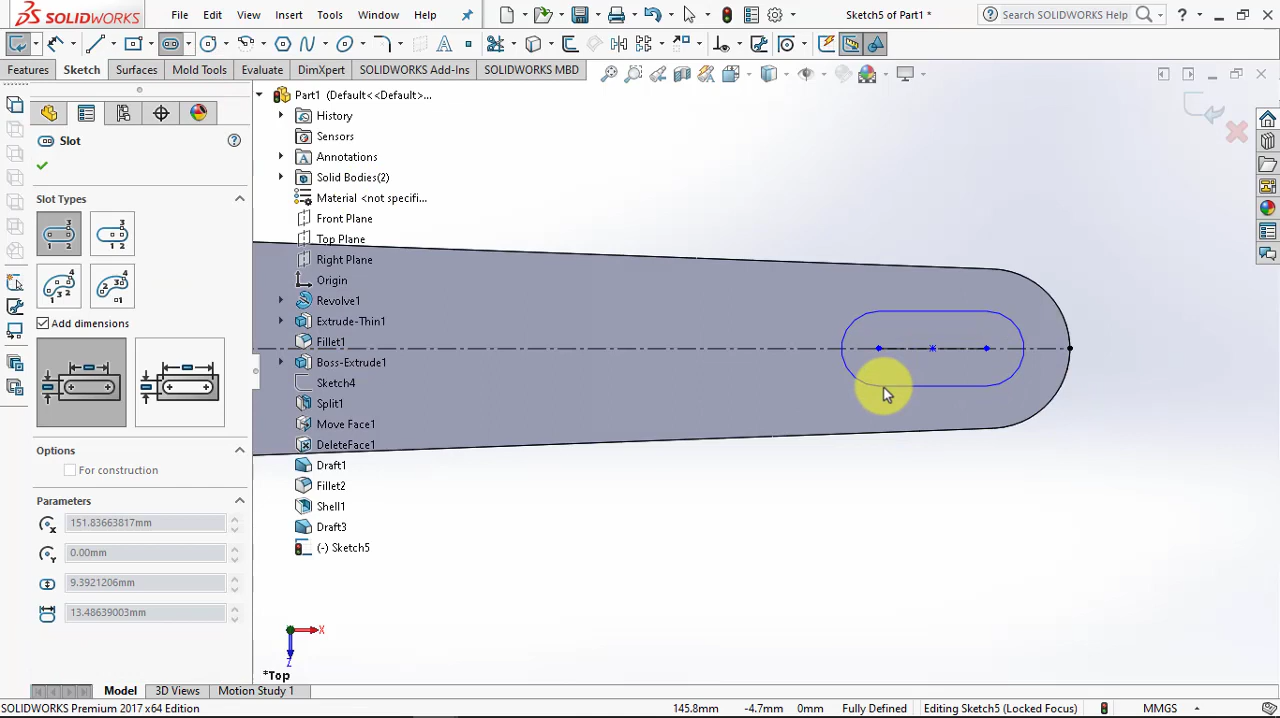 SOLIDWORKS File Edit View Insert Tools Window Help Sketch5 of Part1 * Search SOLIDWORKS Help
Features Sketch Surfaces Mold Tools Evaluate DimXpert SOLIDWORKS Add-Ins SOLIDWORKS MBD
Slot
Slot Types
Add dimensions
Options
For construction
Parameters
151.83663817mm
0.00mm
9.3921206mm
13.48639003mm
Part1 (Default<<Default>...
History
Sensors
Annotations
Solid Bodies(2)
Material <not specifi...
Front Plane
Top Plane
Right Plane
Origin
Revolve1
Extrude-Thin1
Fillet1
Boss-Extrude1
Sketch4
Split1
Move Face1
DeleteFace1
Draft1
Fillet2
Shell1
Draft3
(-) Sketch5
X
Z
*Top
Model 3D Views Motion Study 1
SOLIDWORKS Premium 2017 x64 Edition 145.8mm -4.7mm 0mm Fully Defined Editing Sketch5 (Locked Focus) MMGS